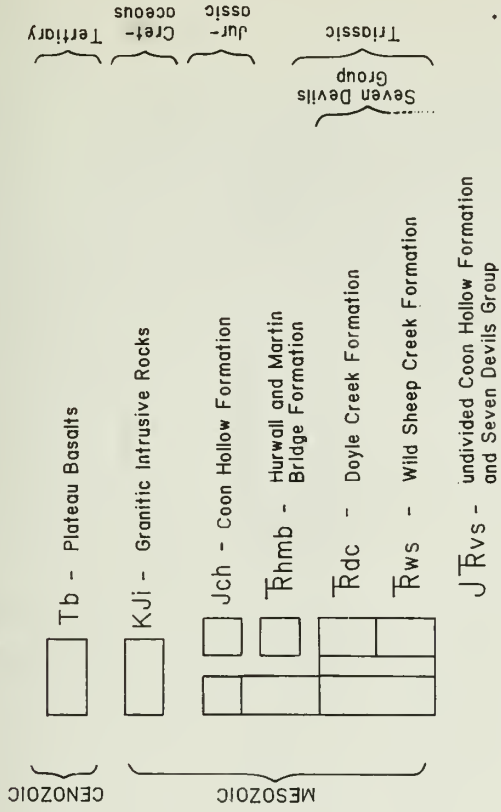 CENOZOIC
Tb - Plateau Basalts
Tertiary
MESOZOIC
KJi - Granitic Intrusive Rocks
Cret-
aceous
Jch - Coon Hollow Formation
Jur-
assic
T̅Rhmb - Hurwall and Martin
Bridge Formation
T̅Rdc - Doyle Creek Formation
T̅Rws - Wild Sheep Creek Formation
Seven Devils
Group
Triassic
JT̅Rvs - undivided Coon Hollow Formation
and Seven Devils Group